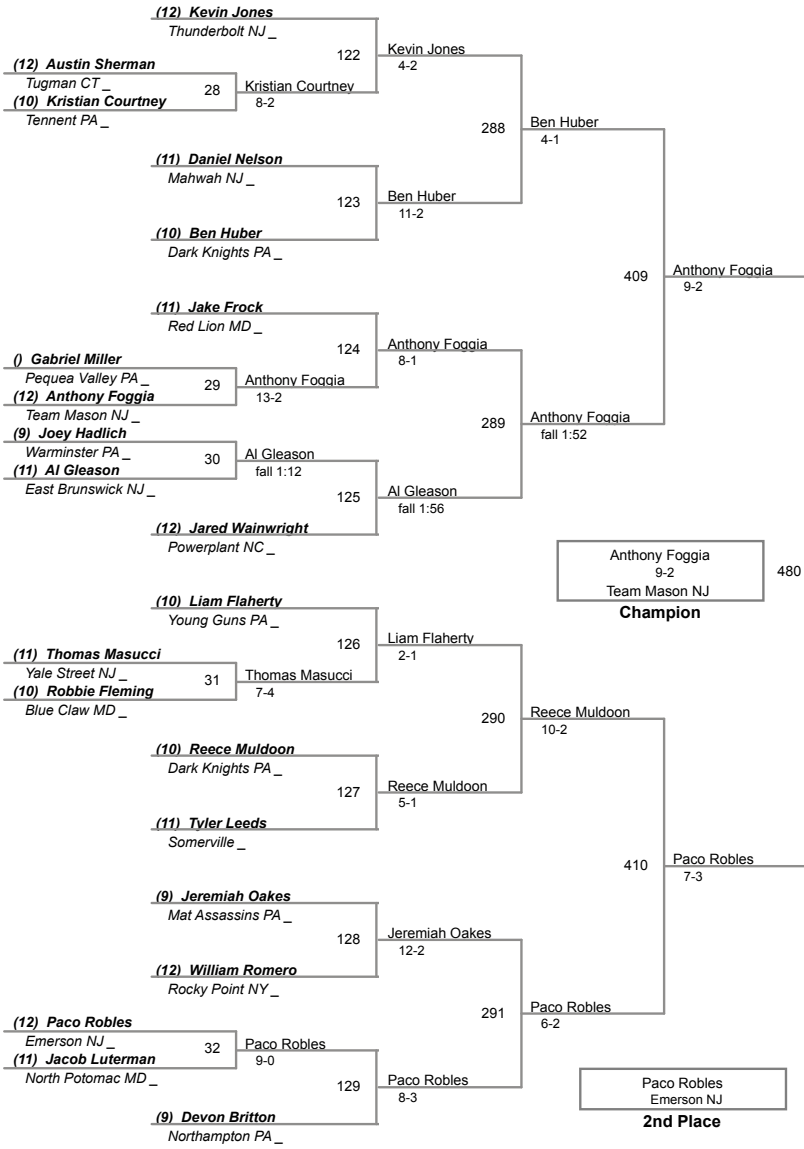 (12) Kevin Jones
Thunderbolt NJ _
122
Kevin Jones
4-2
(12) Austin Sherman
Tugman CT _
28
Kristian Courtney
8-2
(10) Kristian Courtney
Tennent PA _
288
Ben Huber
4-1
(11) Daniel Nelson
Mahwah NJ _
123
Ben Huber
11-2
(10) Ben Huber
Dark Knights PA _
409
Anthony Foggia
9-2
(11) Jake Frock
Red Lion MD _
124
Anthony Foggia
8-1
() Gabriel Miller
Pequea Valley PA _
29
Anthony Foggia
13-2
(12) Anthony Foggia
Team Mason NJ _
289
Anthony Foggia
fall 1:52
(9) Joey Hadlich
Warminster PA _
30
Al Gleason
fall 1:12
(11) Al Gleason
East Brunswick NJ _
125
Al Gleason
fall 1:56
(12) Jared Wainwright
Powerplant NC _
Anthony Foggia
9-2
Team Mason NJ
480
Champion
(10) Liam Flaherty
Young Guns PA _
126
Liam Flaherty
2-1
(11) Thomas Masucci
Yale Street NJ _
31
Thomas Masucci
7-4
(10) Robbie Fleming
Blue Claw MD _
290
Reece Muldoon
10-2
(10) Reece Muldoon
Dark Knights PA _
127
Reece Muldoon
5-1
(11) Tyler Leeds
Somerville _
410
Paco Robles
7-3
(9) Jeremiah Oakes
Mat Assassins PA _
128
Jeremiah Oakes
12-2
(12) William Romero
Rocky Point NY _
291
Paco Robles
6-2
(12) Paco Robles
Emerson NJ _
32
Paco Robles
9-0
(11) Jacob Luterman
North Potomac MD _
129
Paco Robles
8-3
(9) Devon Britton
Northampton PA _
Paco Robles
Emerson NJ
2nd Place